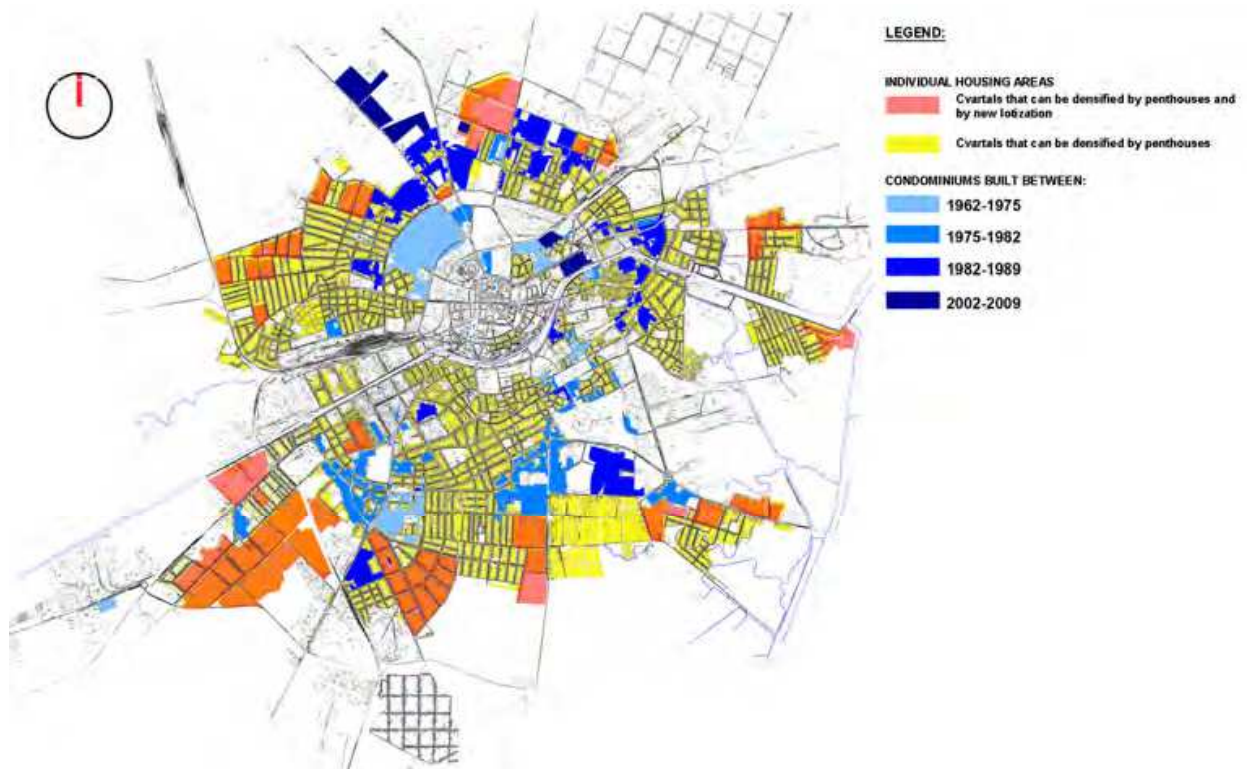 LEGEND:
INDIVIDUAL HOUSING AREAS
Cvartals that can be densified by penthouses and
by new lotization
Cvartals that can be densified by penthouses
CONDOMINIUMS BUILT BETWEEN:
1962-1975
1975-1982
1982-1989
2002-2009